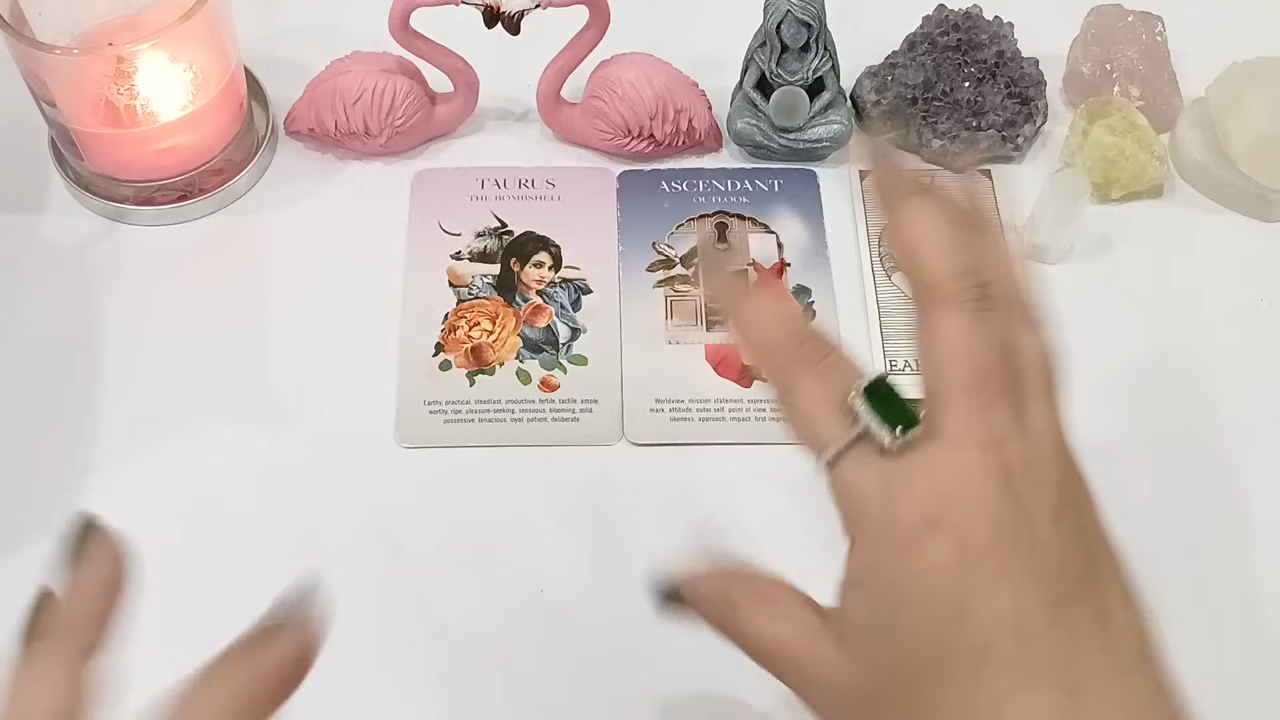 TAURUS
THE BOMBSHELL
Earthy, practical, steadfast, productive, fertile, tactile, ample,
worthy, ripe, pleasure-seeking, sensuous, blooming, solid,
possessive, tenacious, loyal, patient, deliberate
ASCENDANT
OUTLOOK
Worldview, mission statement,
mark, attitude, outer self, point of view,
likeness, approach, impact, first